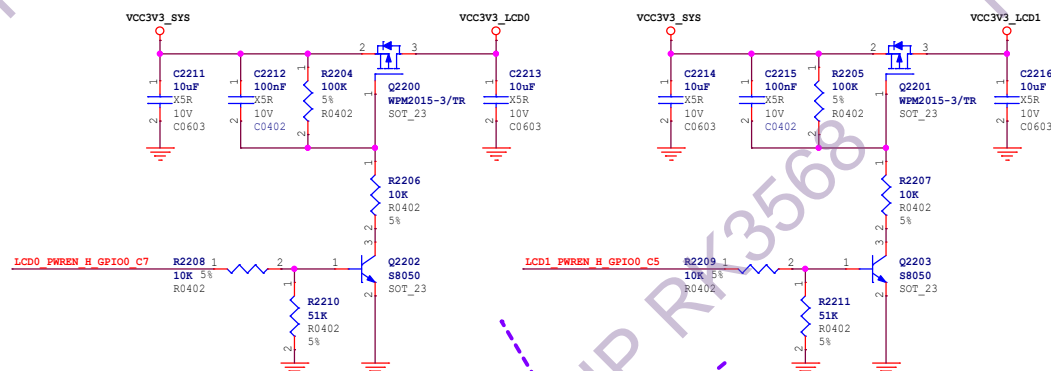 VCC3V3_SYS
VCC3V3_LCD0
VCC3V3_SYS
VCC3V3_LCD1
2
3
2
3
1
C2211
10uF
X5R
10V
C0603
2
1
C2212
100nF
X5R
10V
C0402
2
1
R2204
100K
5%
R0402
2
Q2200
WPM2015-3/TR
SOT_23
1
1
C2213
10uF
X5R
10V
C0603
2
1
C2214
10uF
X5R
10V
C0603
2
1
C2215
100nF
X5R
10V
C0402
2
1
R2205
100K
5%
R0402
2
Q2201
WPM2015-3/TR
SOT_23
1
1
C2216
10uF
X5R
10V
C0603
2
1
R2206
10K
R0402
5%
2
1
R2207
10K
R0402
5%
2
LCD0_PWREN_H_GPIO0_C7
R2208
10K 5%
R0402
1
2
1
3
Q2202
S8050
SOT_23
2
1
R2210
51K
R0402
5%
2
LCD1_PWREN_H_GPIO0_C5
R2209
10K 5%
R0402
1
2
1
3
Q2203
S8050
SOT_23
2
1
R2211
51K
R0402
5%
2
RK3568